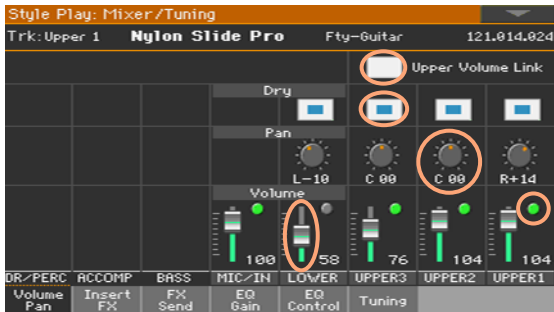 Style Play: Mixer/Tuning
Trk: Upper 1 Nylon Slide Pro Fty-Guitar 121.014.024
Upper Volume Link
Dry
Pan
L-10 C 00 C 00 R+14
Volume
100 58 76 104 104
DR/PERC ACCOMP BASS MIC/IN LOWER UPPER3 UPPER2 UPPER1
Volume Pan Insert FX FX Send EQ Gain EQ Control Tuning